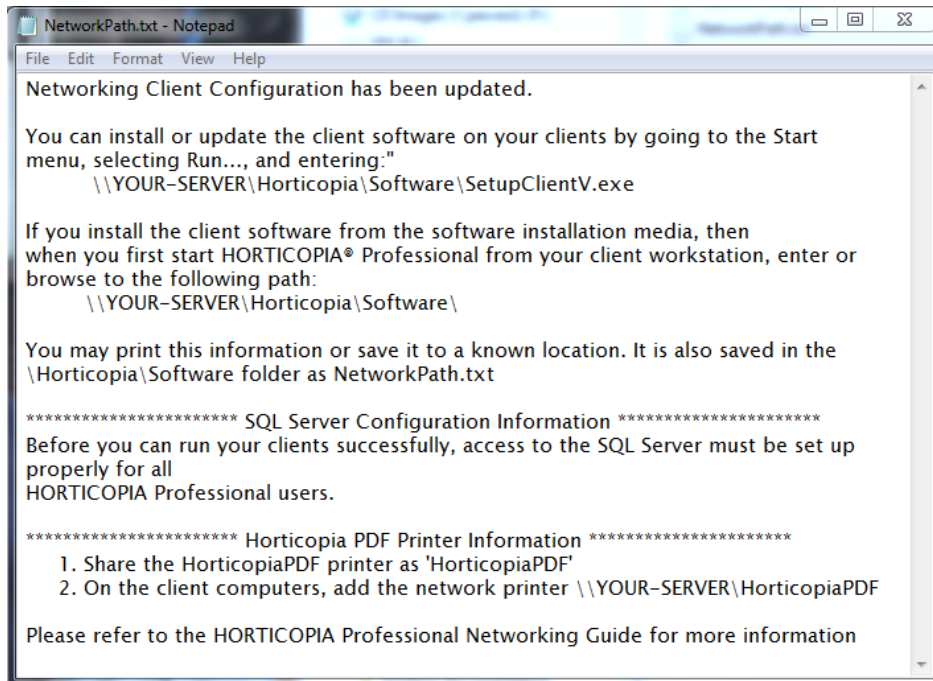 NetworkPath.txt - Notepad
File Edit Format View Help
Networking Client Configuration has been updated.
You can install or update the client software on your clients by going to the Start
menu, selecting Run..., and entering:"
\\YOUR-SERVER\Horticopia\Software\SetupClientV.exe
If you install the client software from the software installation media, then
when you first start HORTICOPIA® Professional from your client workstation, enter or
browse to the following path:
\\YOUR-SERVER\Horticopia\Software\
You may print this information or save it to a known location. It is also saved in the
\Horticopia\Software folder as NetworkPath.txt
*********************** SQL Server Configuration Information **********************
Before you can run your clients successfully, access to the SQL Server must be set up
properly for all
HORTICOPIA Professional users.
*********************** Horticopia PDF Printer Information **********************
1. Share the HorticopiaPDF printer as 'HorticopiaPDF'
2. On the client computers, add the network printer \\YOUR-SERVER\HorticopiaPDF
Please refer to the HORTICOPIA Professional Networking Guide for more information